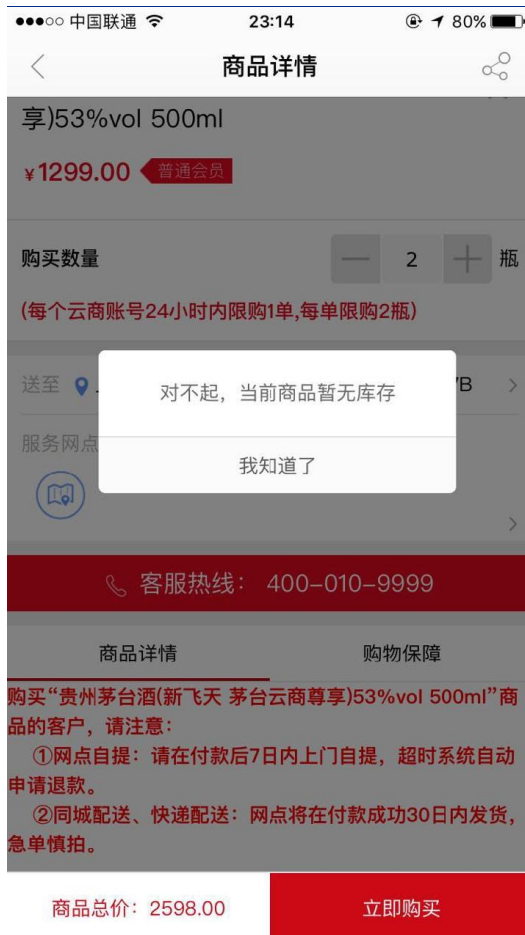 中国联通 23:14 80%
商品详情
享)53%vol 500ml
¥1299.00 普通会员
购买数量 2 瓶
(每个云商账号24小时内限购1单,每单限购2瓶)
送至 B
对不起，当前商品暂无库存
服务网点
我知道了
客服热线： 400-010-9999
商品详情 购物保障
购买“贵州茅台酒(新飞天 茅台云商尊享)53%vol 500ml”商
品的客户，请注意：
①网点自提：请在付款后7日内上门自提，超时系统自动
申请退款。
②同城配送、快递配送：网点将在付款成功30日内发货，
急单慎拍。
商品总价：2598.00 立即购买